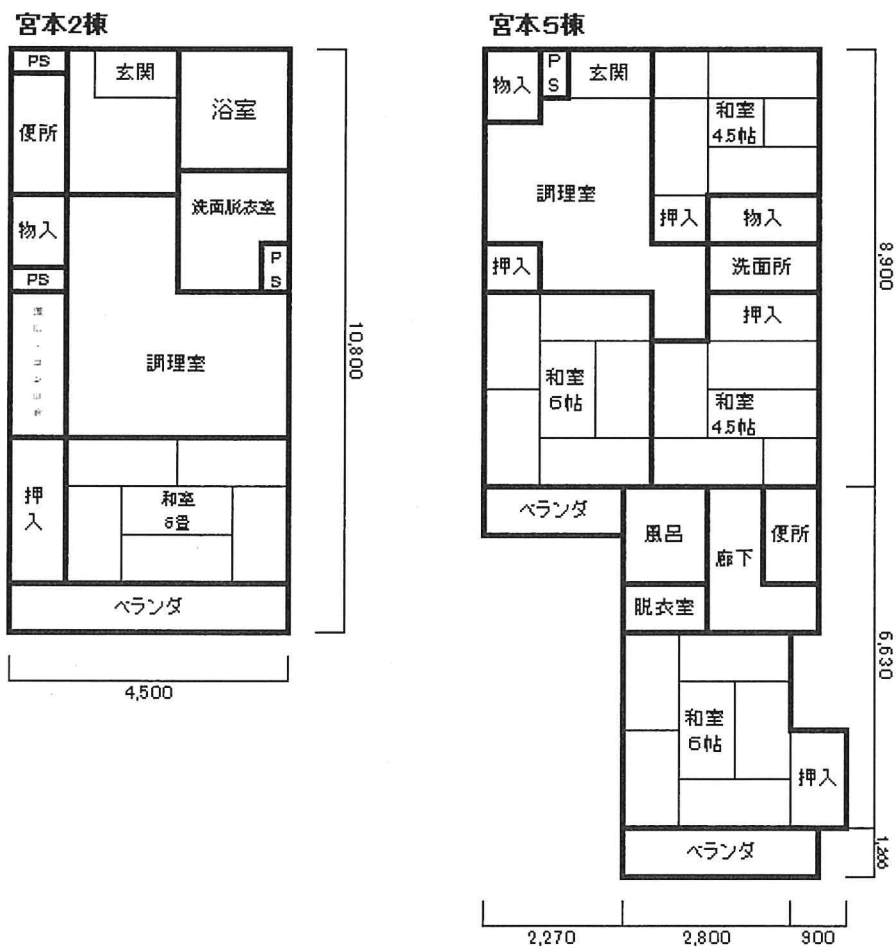 宮本2棟
PS
玄関
浴室
便所
洗面脱衣室
物入
PS
PS
調理室
押入
和室
6畳
ベランダ
4,500
10,800
宮本5棟
物入
PS
玄関
和室
4.5帖
調理室
押入
物入
押入
洗面所
押入
和室
6帖
和室
4.5帖
ベランダ
風呂
廊下
便所
脱衣室
和室
6帖
押入
ベランダ
8,900
6,630
1,200
2,270
2,800
900